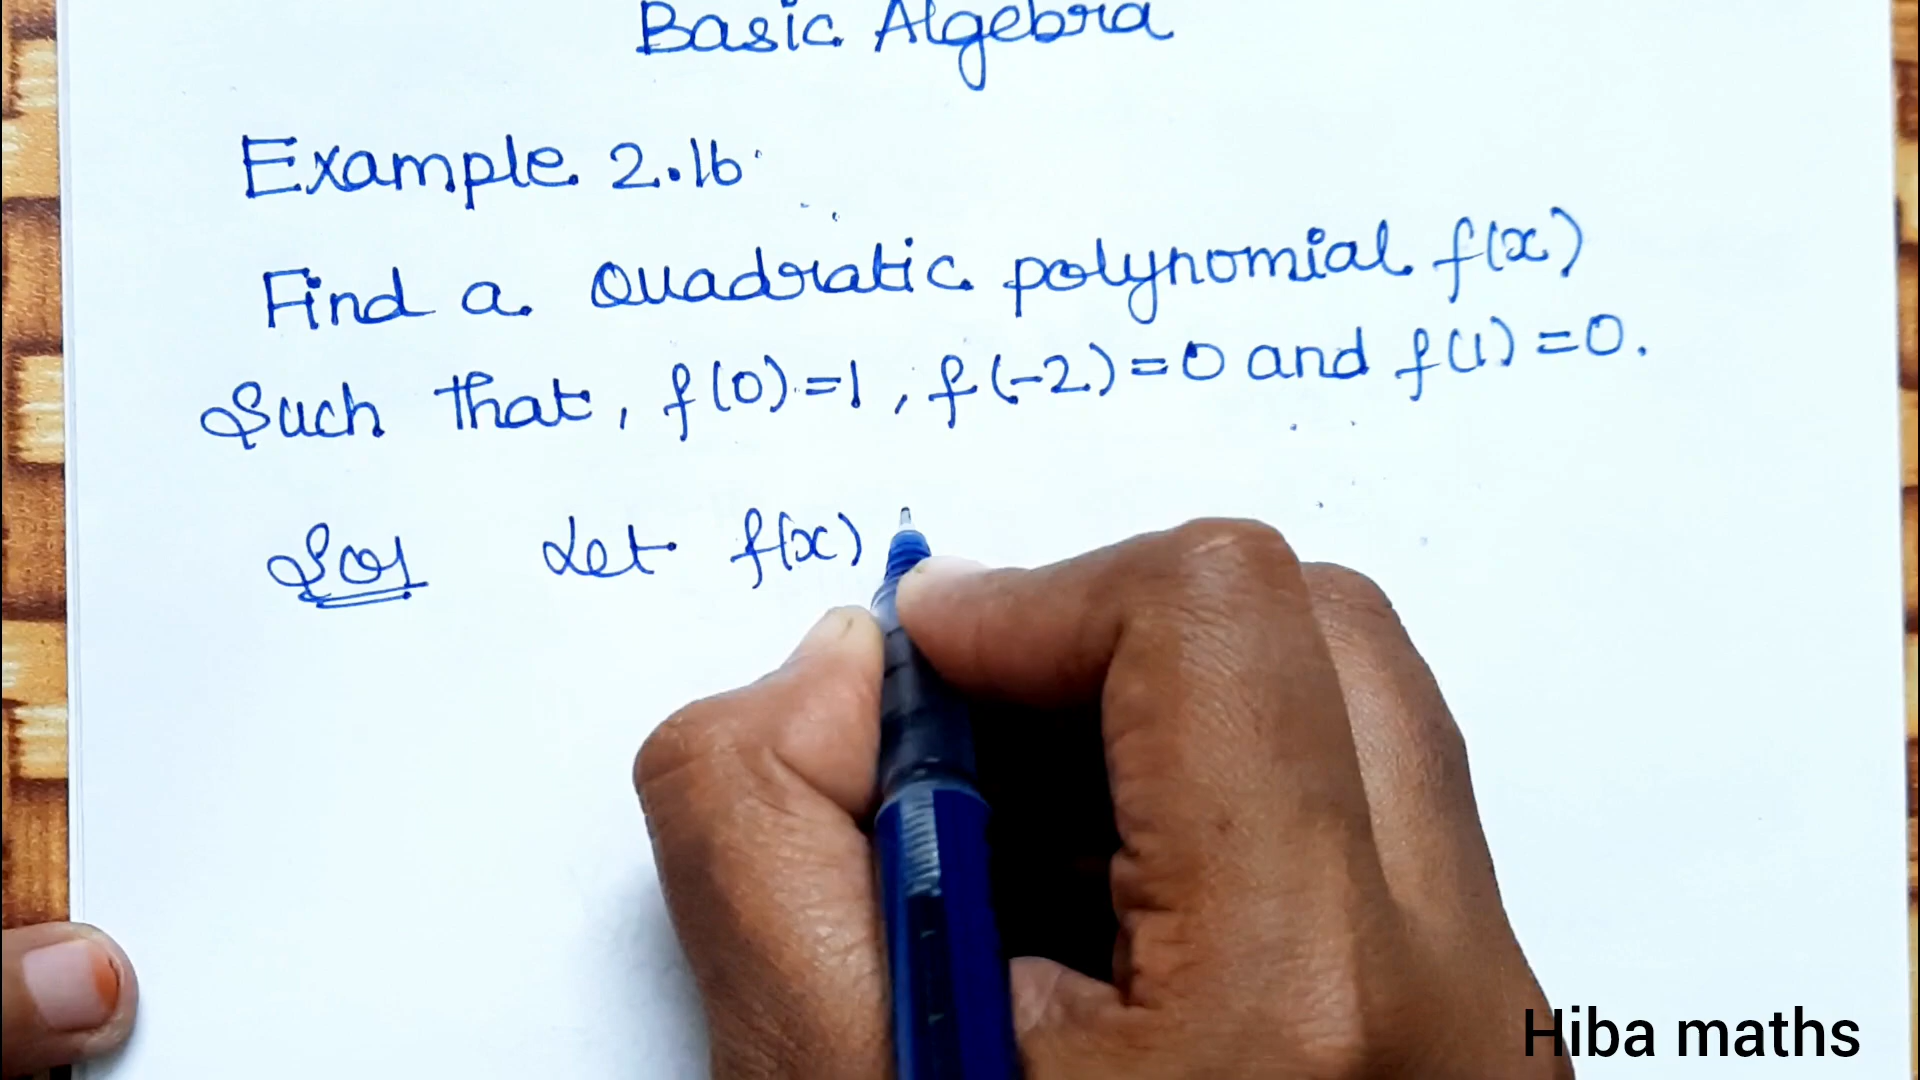 Basic Algebra
Example 2.16
Find a quadratic polynomial f(x)
Such that, f(0)=1, f(-2)=0 and f(1)=0.
Sol Let f(x)
Hiba maths